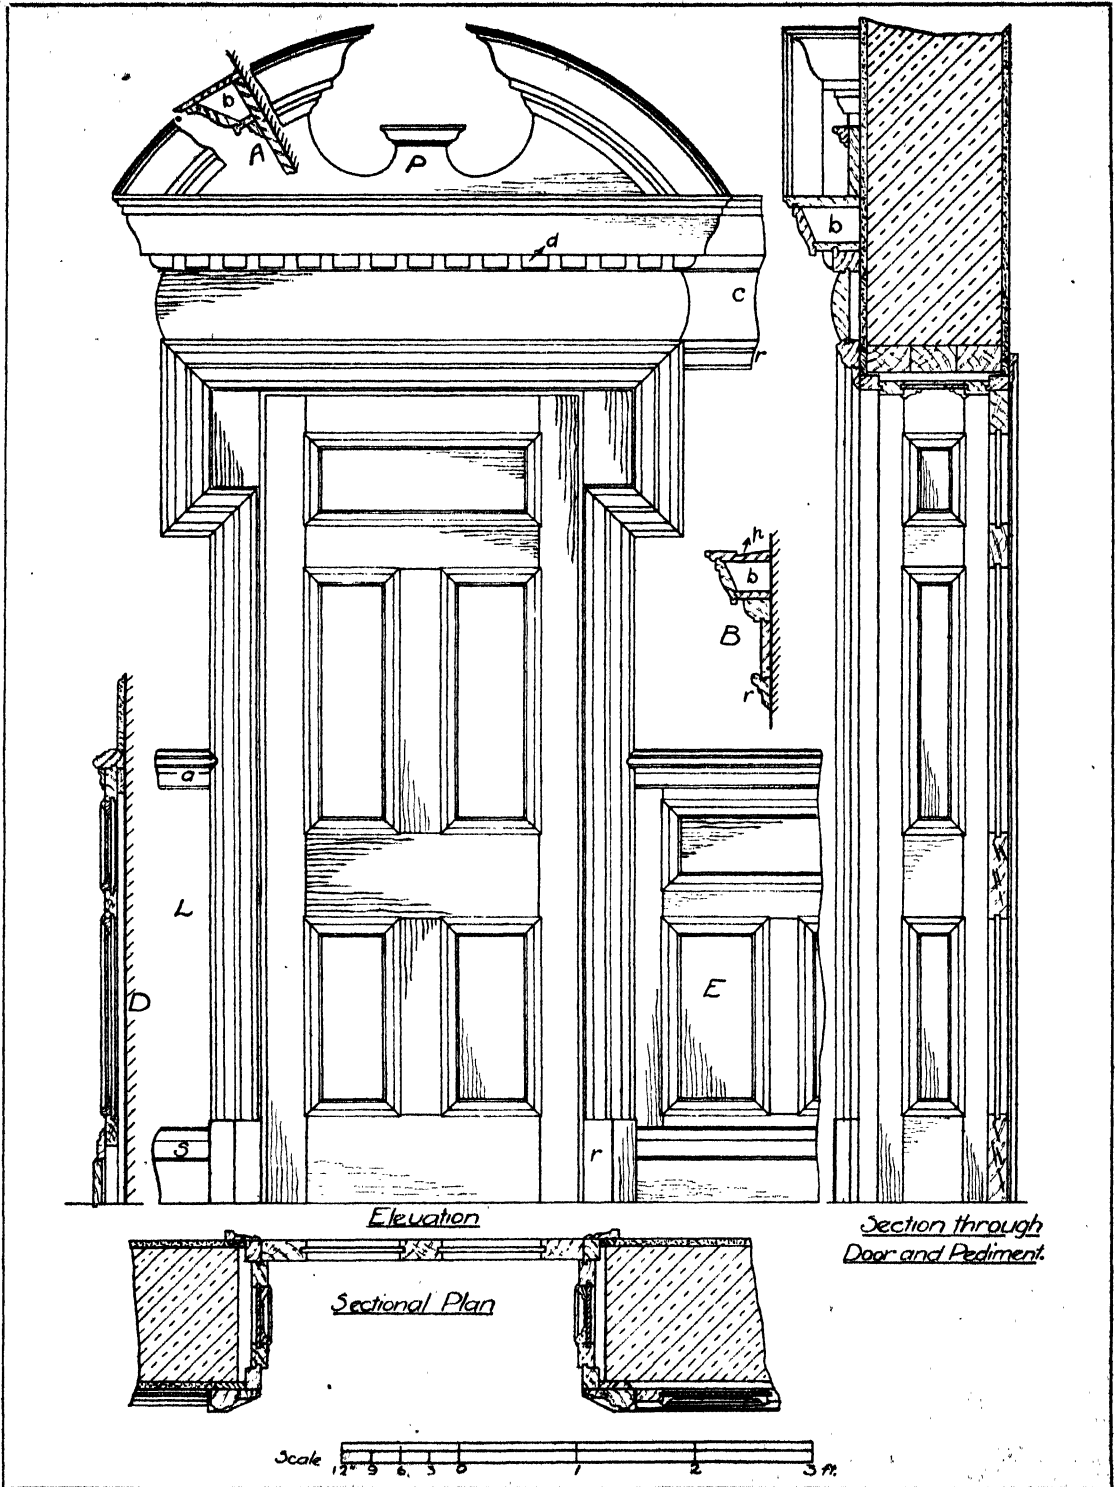 b
A
P
b
d
c
r
h
b
B
r
a
L
E
D
S
r
Elevation
Section through
Door and Pediment.
Sectional Plan
Scale 12" 9 6 3 0 1 2 3 ft.